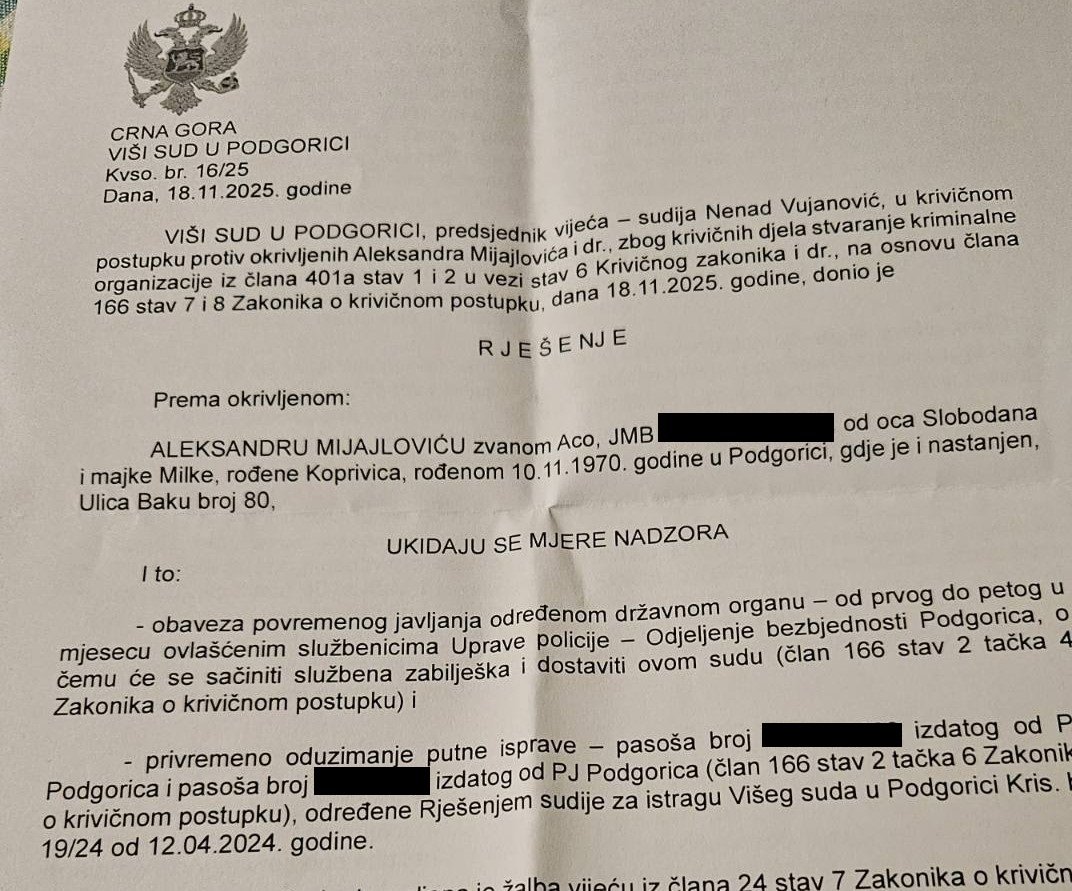 CRNA GORA
VIŠI SUD U PODGORICI
Kvso. br. 16/25
Dana, 18.11.2025. godine
VIŠI SUD U PODGORICI, predsjednik vijeća – sudija Nenad Vujanović, u krivičnom
postupku protiv okrivljenih Aleksandra Mijajlovića i dr., zbog krivičnih djela stvaranje kriminalne
organizacije iz člana 401a stav 1 i 2 u vezi stav 6 Krivičnog zakonika i dr., na osnovu člana
166 stav 7 i 8 Zakonika o krivičnom postupku, dana 18.11.2025. godine, donio je
R J E Š E N J E
Prema okrivljenom:
ALEKSANDRU MIJAJLOVIĆU zvanom Aco, JMB od oca Slobodana
i majke Milke, rođene Koprivica, rođenom 10.11.1970. godine u Podgorici, gdje je i nastanjen,
Ulica Baku broj 80,
UKIDAJU SE MJERE NADZORA
I to:
- obaveza povremenog javljanja određenom državnom organu – od prvog do petog u
mjesecu ovlašćenim službenicima Uprave policije – Odjeljenje bezbjednosti Podgorica, o
čemu će se sačiniti službena zabilješka i dostaviti ovom sudu (član 166 stav 2 tačka 4
Zakonika o krivičnom postupku) i
- privremeno oduzimanje putne isprave – pasoša broj izdatog od P
Podgorica i pasoša broj izdatog od PJ Podgorica (član 166 stav 2 tačka 6 Zakonik
o krivičnom postupku), određene Rješenjem sudije za istragu Višeg suda u Podgorici Kris.
19/24 od 12.04.2024. godine.
žalba vijeću iz člana 24 stav 7 Zakonika o krivičn